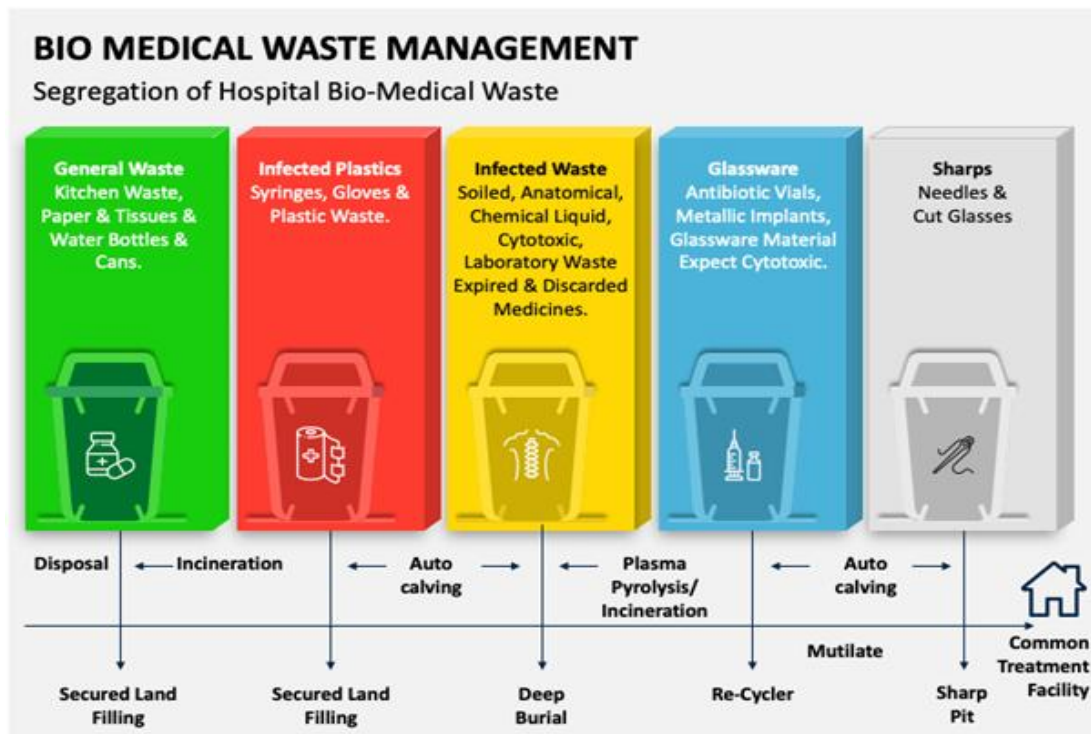 BIO MEDICAL WASTE MANAGEMENT
Segregation of Hospital Bio-Medical Waste
General Waste
Kitchen Waste,
Paper & Tissues &
Water Bottles &
Cans.
Infected Plastics
Syringes, Gloves &
Plastic Waste.
Infected Waste
Soiled, Anatomical,
Chemical Liquid,
Cytotoxic,
Laboratory Waste
Expired & Discarded
Medicines.
Glassware
Antibiotic Vials,
Metallic Implants,
Glassware Material
Expect Cytotoxic.
Sharps
Needles &
Cut Glasses
Disposal
Incineration
Auto
calving
Plasma
Pyrolysis/
Incineration
Auto
calving
Mutilate
Common
Treatment
Facility
Secured Land
Filling
Secured Land
Filling
Deep
Burial
Re-Cycler
Sharp
Pit